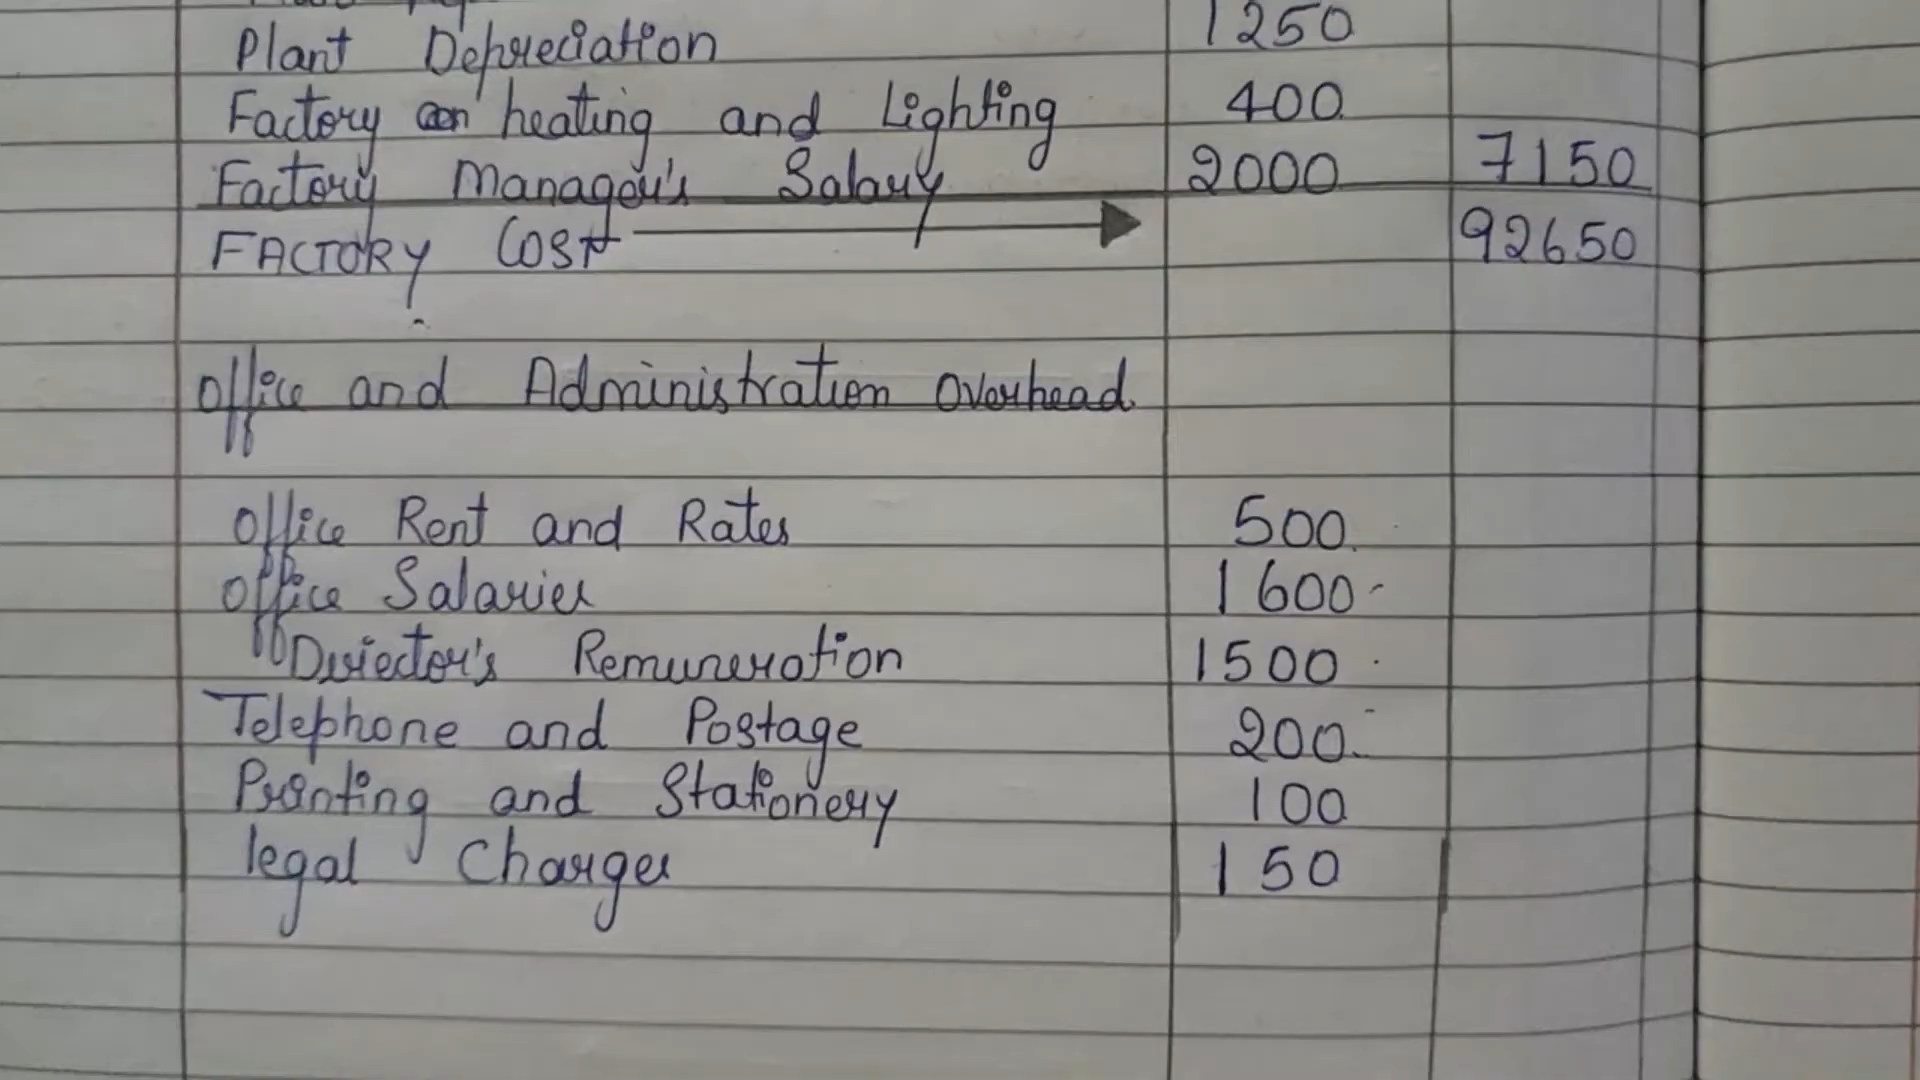 Plant Depreciation 1250
Factory heating and Lighting 400
Factory Manager's Salary 2000 7150
FACTORY COST 92650
Office and Administration Overhead.
Office Rent and Rates 500
Office Salaries 1600
Director's Remuneration 1500
Telephone and Postage 200
Printing and Stationery 100
legal Charges 150